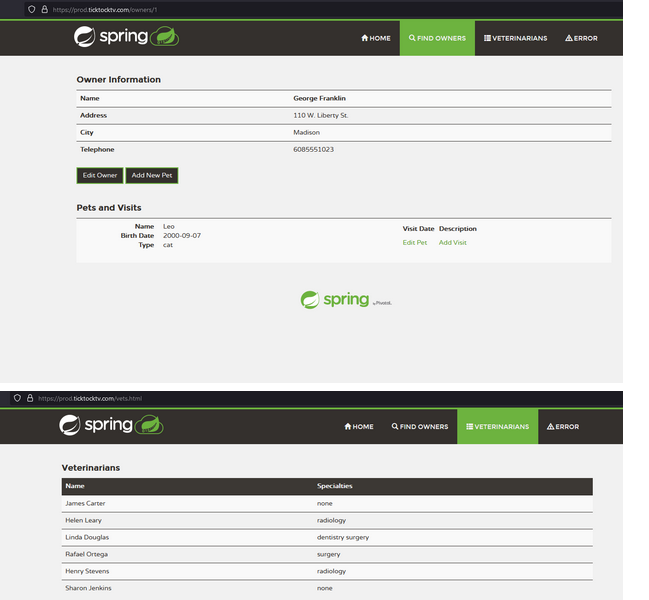 https://prod.ticktocktv.com/owners/1
spring
HOME FIND OWNERS VETERINARIANS ERROR
Owner Information
Name George Franklin
Address 110 W. Liberty St.
City Madison
Telephone 6085551023
Edit Owner Add New Pet
Pets and Visits
Name Leo
Birth Date 2000-09-07
Type cat
Visit Date Description
Edit Pet Add Visit
spring by Pivotal.
https://prod.ticktocktv.com/vets.html
spring
HOME FIND OWNERS VETERINARIANS ERROR
Veterinarians
Name Specialties
James Carter none
Helen Leary radiology
Linda Douglas dentistry surgery
Rafael Ortega surgery
Henry Stevens radiology
Sharon Jenkins none